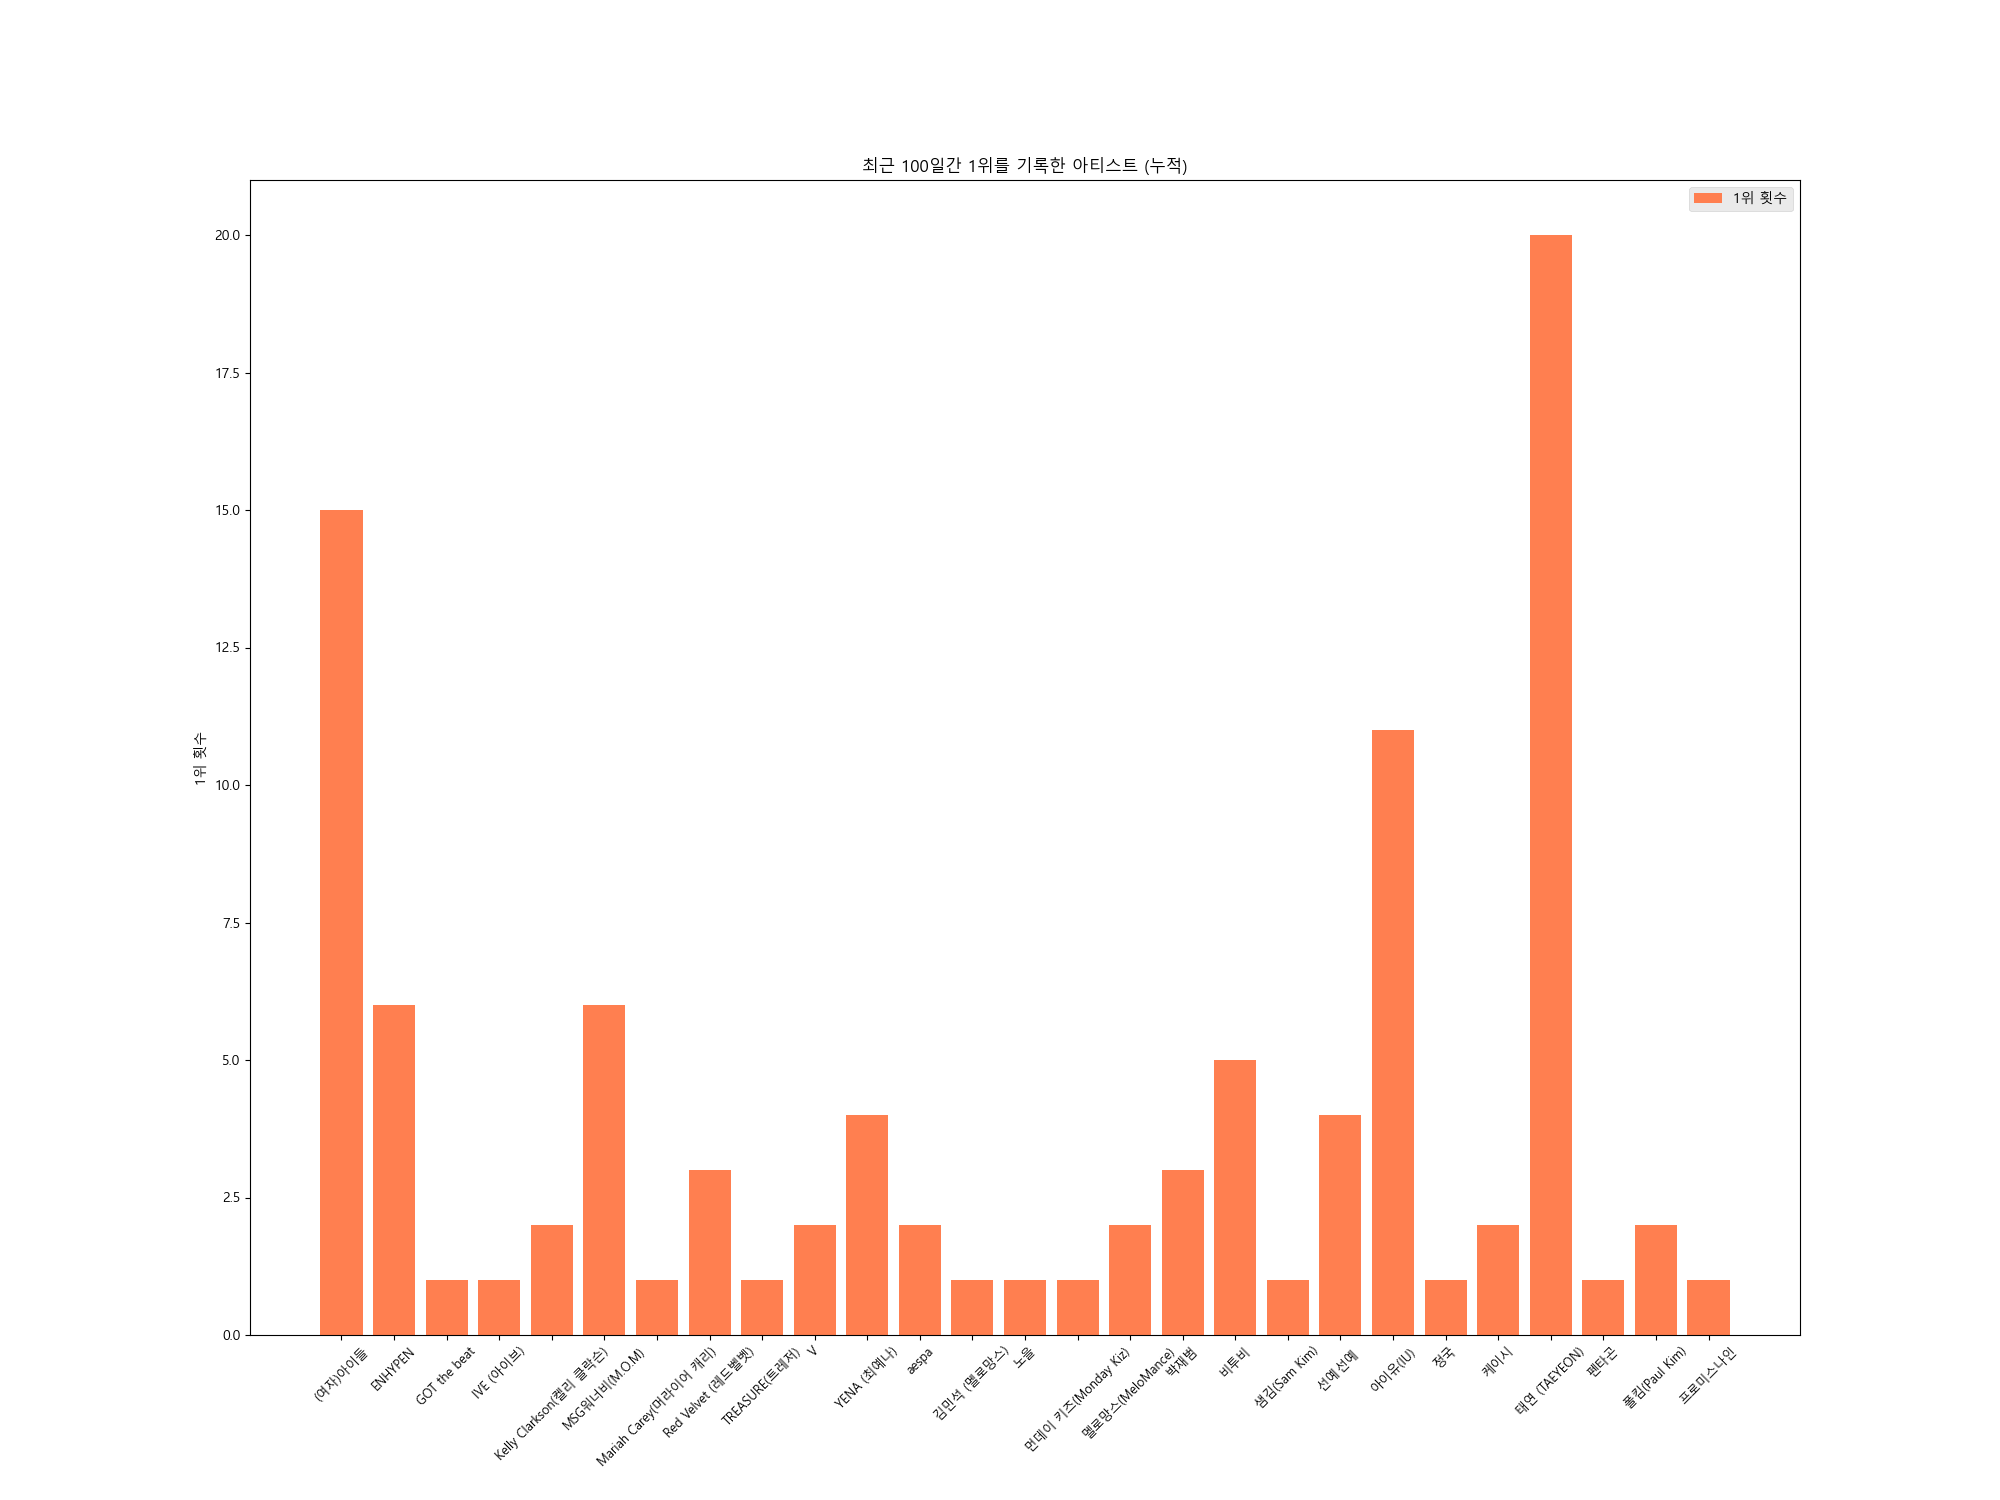 최근 100일간 1위를 기록한 아티스트 (누적)
1위 횟수
20.0
17.5
15.0
12.5
10.0
7.5
5.0
2.5
0.0
1위 횟수
(여자)아이들
ENHYPEN
GOT the beat
IVE (아이브)
Kelly Clarkson(켈리 클락슨)
MSG워너비(M.O.M)
Mariah Carey(머라이어 캐리)
Red Velvet (레드벨벳)
TREASURE(트레저)
V
YENA (최예나)
aespa
김민석 (멜로망스)
노을
먼데이 키즈(Monday Kiz)
멜로망스(MeloMance)
박재범
비투비
샘김(Sam Kim)
선예선예
아이유(IU)
정국
케이시
태연 (TAEYEON)
펜타곤
폴킴(Paul Kim)
프로미스나인